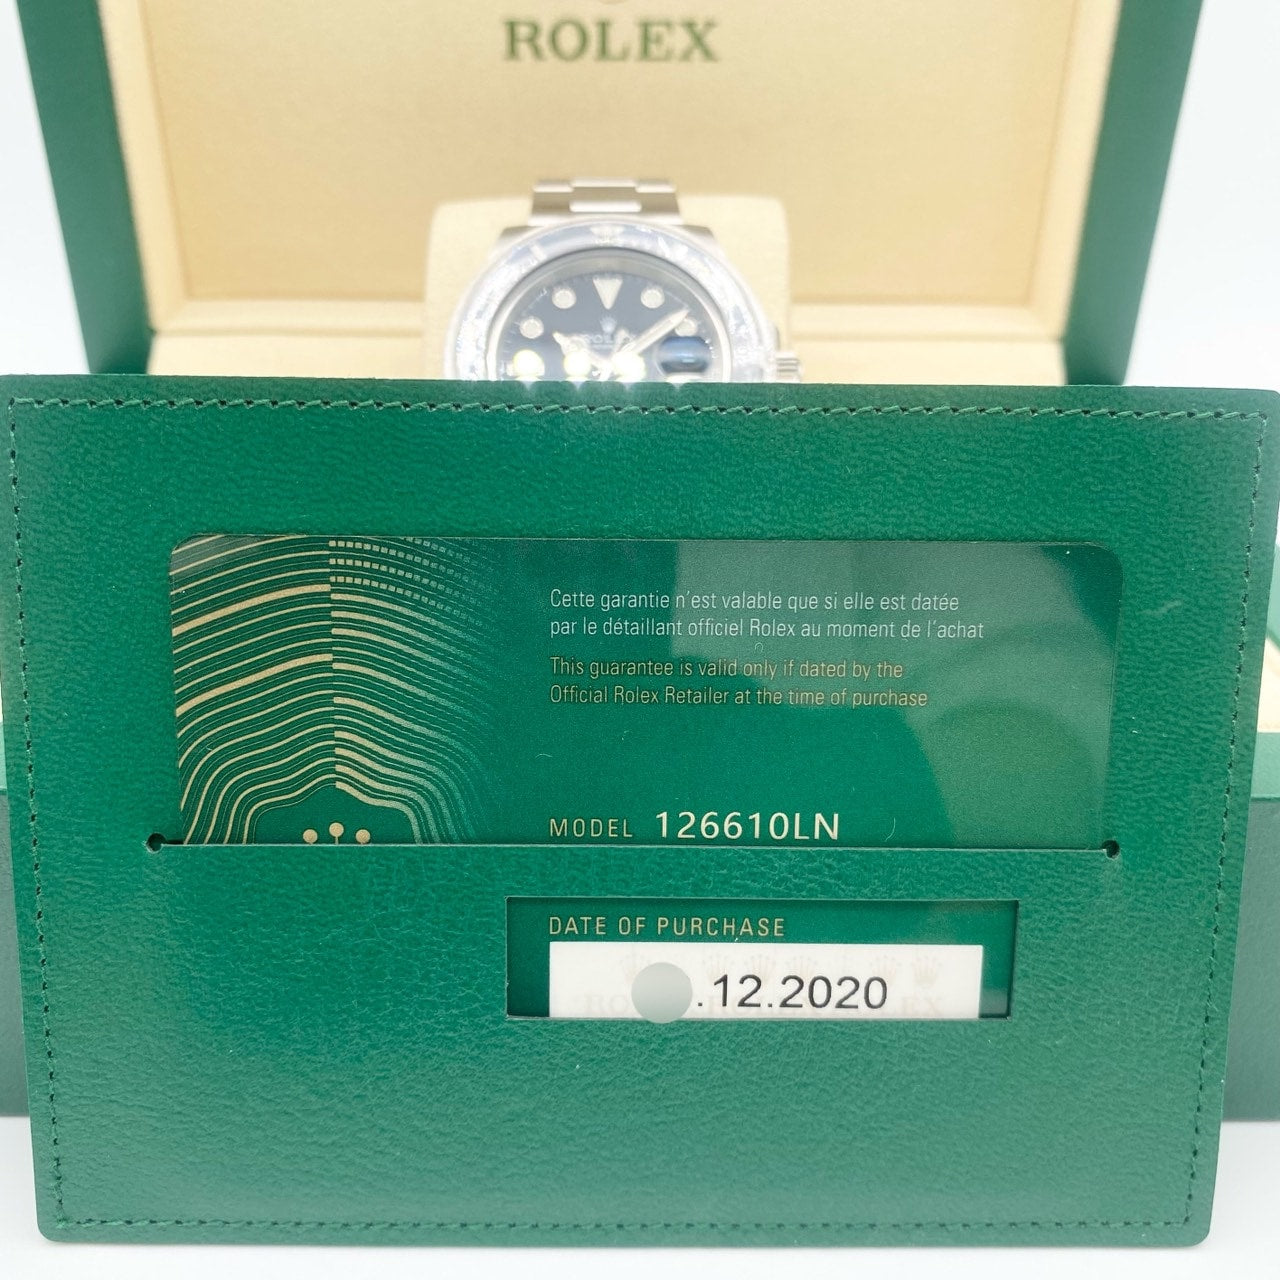 ROLEX
ROLEX
Cette garantie n'est valable que si elle est datée
par le détaillant officiel Rolex au moment de l'achat
This guarantee is valid only if dated by the
Official Rolex Retailer at the time of purchase
MODEL 126610LN
DATE OF PURCHASE
.12.2020